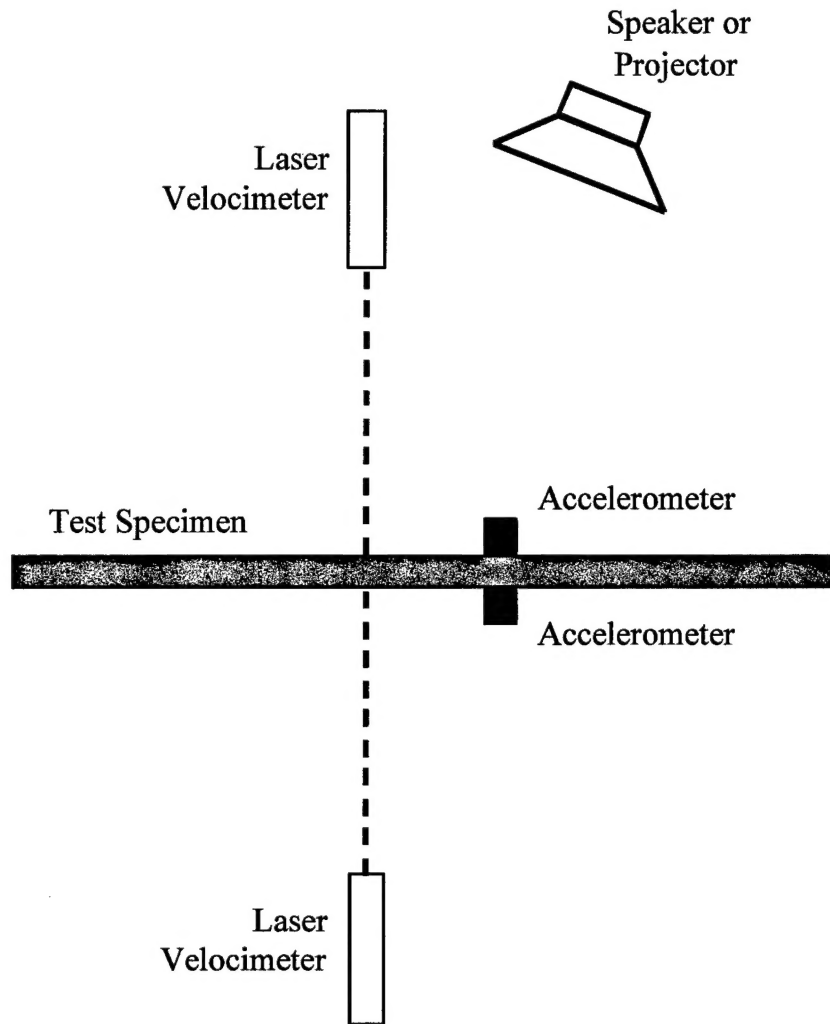 Speaker or
Projector
Laser
Velocimeter
Test Specimen
Accelerometer
Accelerometer
Laser
Velocimeter